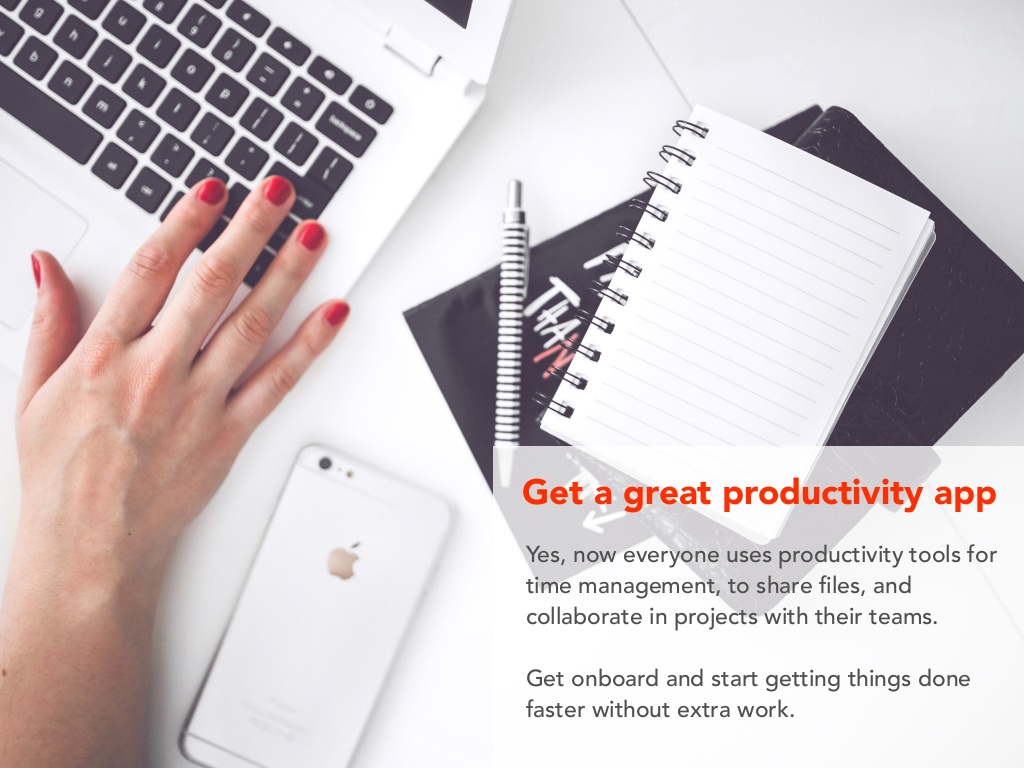 THAN
Get a great productivity app
Yes, now everyone uses productivity tools for
time management, to share files, and
collaborate in projects with their teams.
Get onboard and start getting things done
faster without extra work.